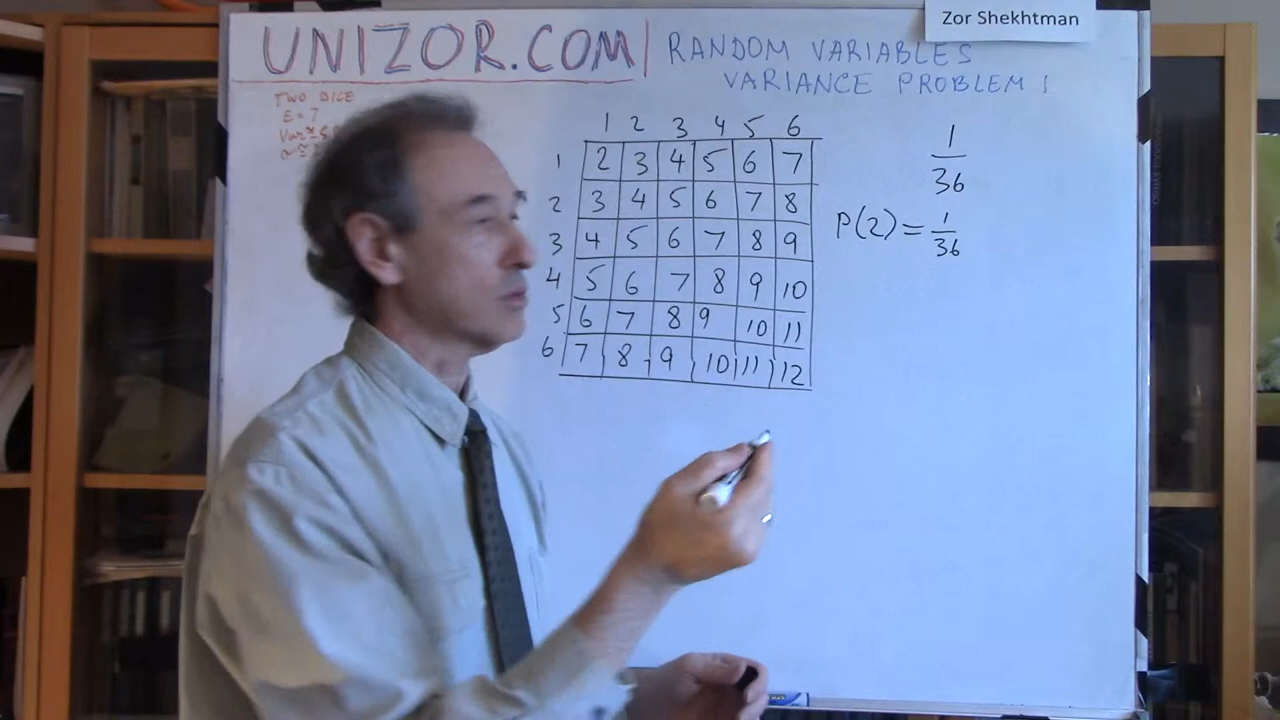 Zor Shekhtman
UNIZOR.COM
RANDOM VARIABLES
VARIANCE PROBLEM 1
TWO DICE
E = 7
1 2 3 4 5 6
1 2 3 4 5 6 7
2 3 4 5 6 7 8
3 4 5 6 7 8 9
4 5 6 7 8 9 10
5 6 7 8 9 10 11
6 7 8 9 10 11 12
1/36
P(2) = 1/36